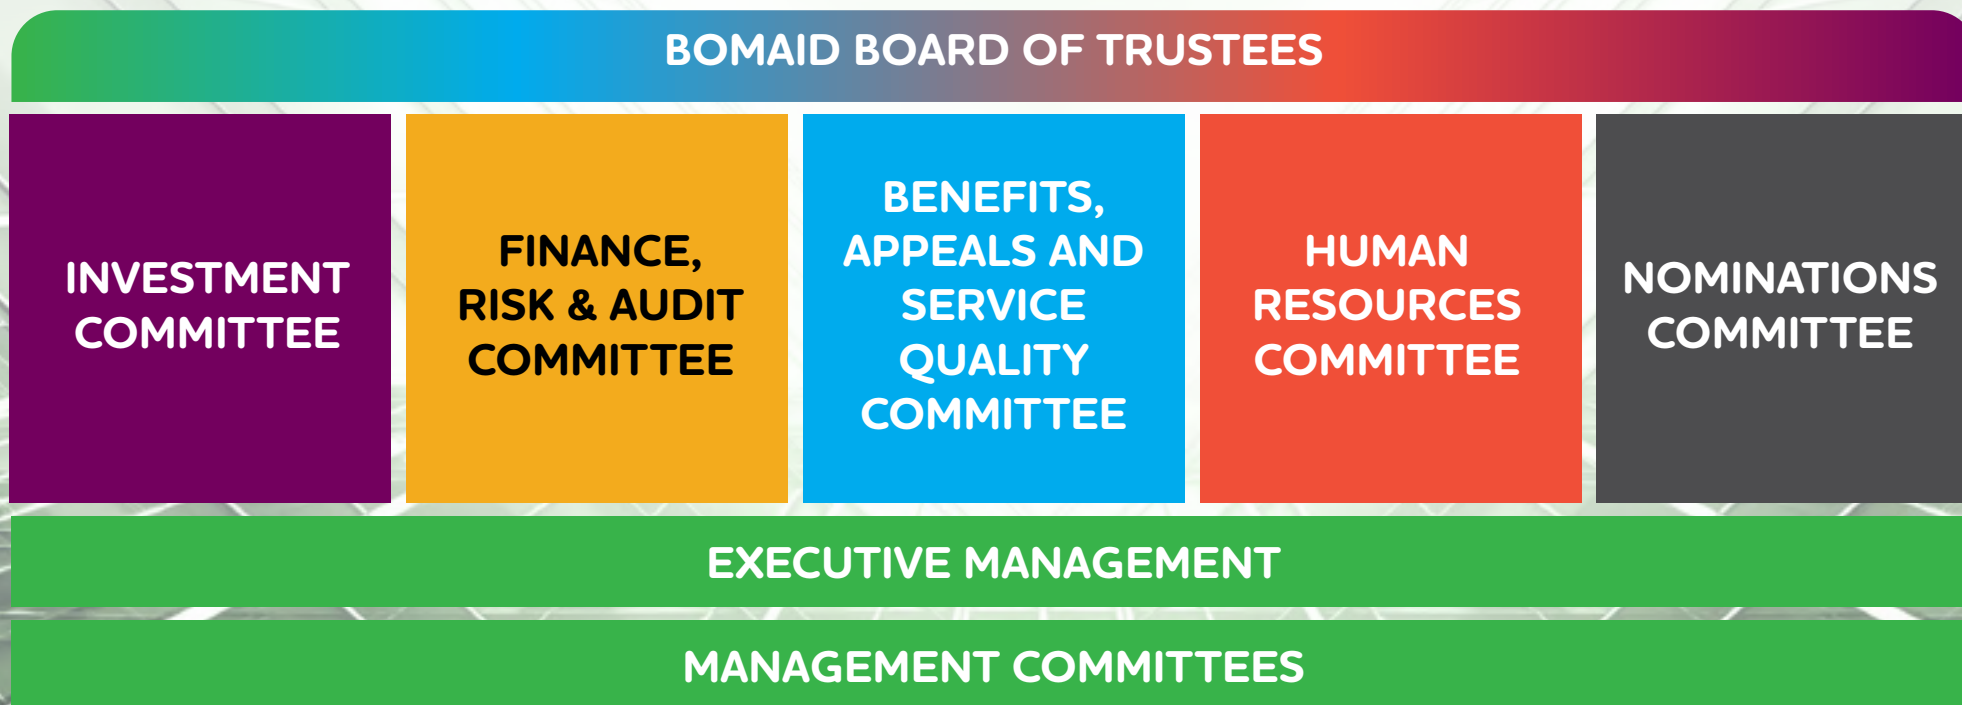 BOMAID BOARD OF TRUSTEES
INVESTMENT
COMMITTEE
FINANCE,
RISK & AUDIT
COMMITTEE
BENEFITS,
APPEALS AND
SERVICE
QUALITY
COMMITTEE
HUMAN
RESOURCES
COMMITTEE
NOMINATIONS
COMMITTEE
EXECUTIVE MANAGEMENT
MANAGEMENT COMMITTEES